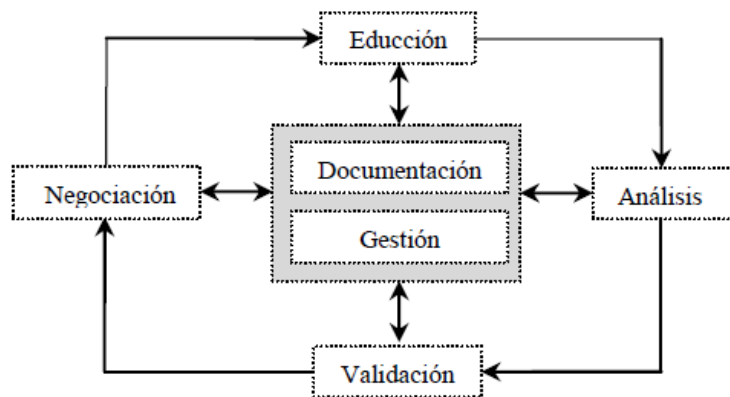 Educción
Documentación
Negociación
Análisis
Gestión
Validación